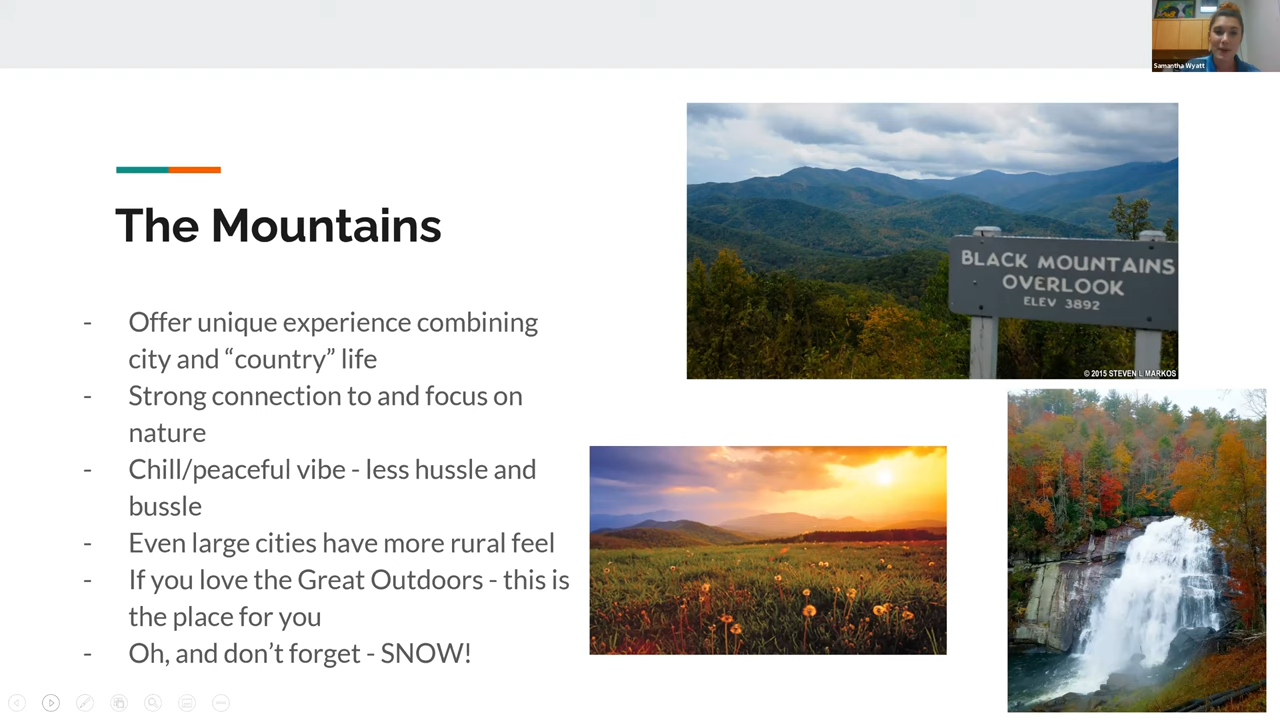 Samantha Wyatt
The Mountains
- Offer unique experience combining
city and “country” life
- Strong connection to and focus on
nature
- Chill/peaceful vibe - less hussle and
bussle
- Even large cities have more rural feel
- If you love the Great Outdoors - this is
the place for you
- Oh, and don’t forget - SNOW!
BLACK MOUNTAINS
OVERLOOK
ELEV 3892
© 2015 STEVEN L MARKOS